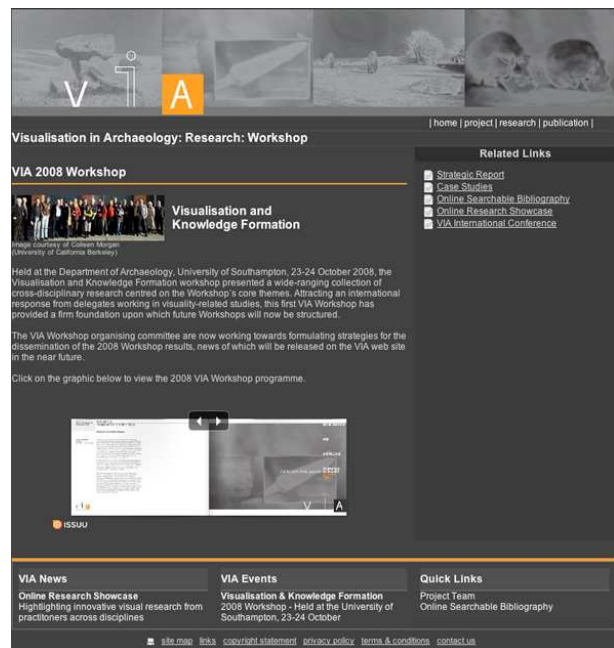 v i A
| home | project | research | publication |
Visualisation in Archaeology: Research: Workshop
Related Links
VIA 2008 Workshop
Strategic Report
Case Studies
Online Searchable Bibliography
Online Research Showcase
VIA International Conference
Visualisation and
Knowledge Formation
Image courtesy of Colleen Morgan
(University of California Berkeley)
Held at the Department of Archaeology, University of Southampton, 23-24 October 2008, the
Visualisation and Knowledge Formation workshop presented a wide-ranging collection of
cross-disciplinary research centred on the Workshop's core themes. Attracting an international
response from delegates working in visuality-related studies, this first VIA Workshop has
provided a firm foundation upon which future Workshops will now be structured.
The VIA Workshop organising committee are now working towards formulating strategies for the
dissemination of the 2008 Workshop results, news of which will be released on the VIA web site
in the near future.
Click on the graphic below to view the 2008 VIA Workshop programme.
V i A
ISSUU
VIA News
Online Research Showcase
Hightlighting innovative visual research from
practitoners across disciplines
VIA Events
Visualisation & Knowledge Formation
2008 Workshop - Held at the University of
Southampton, 23-24 October
Quick Links
Project Team
Online Searchable Bibliography
site map links copyright statement privacy policy terms & conditions contact us